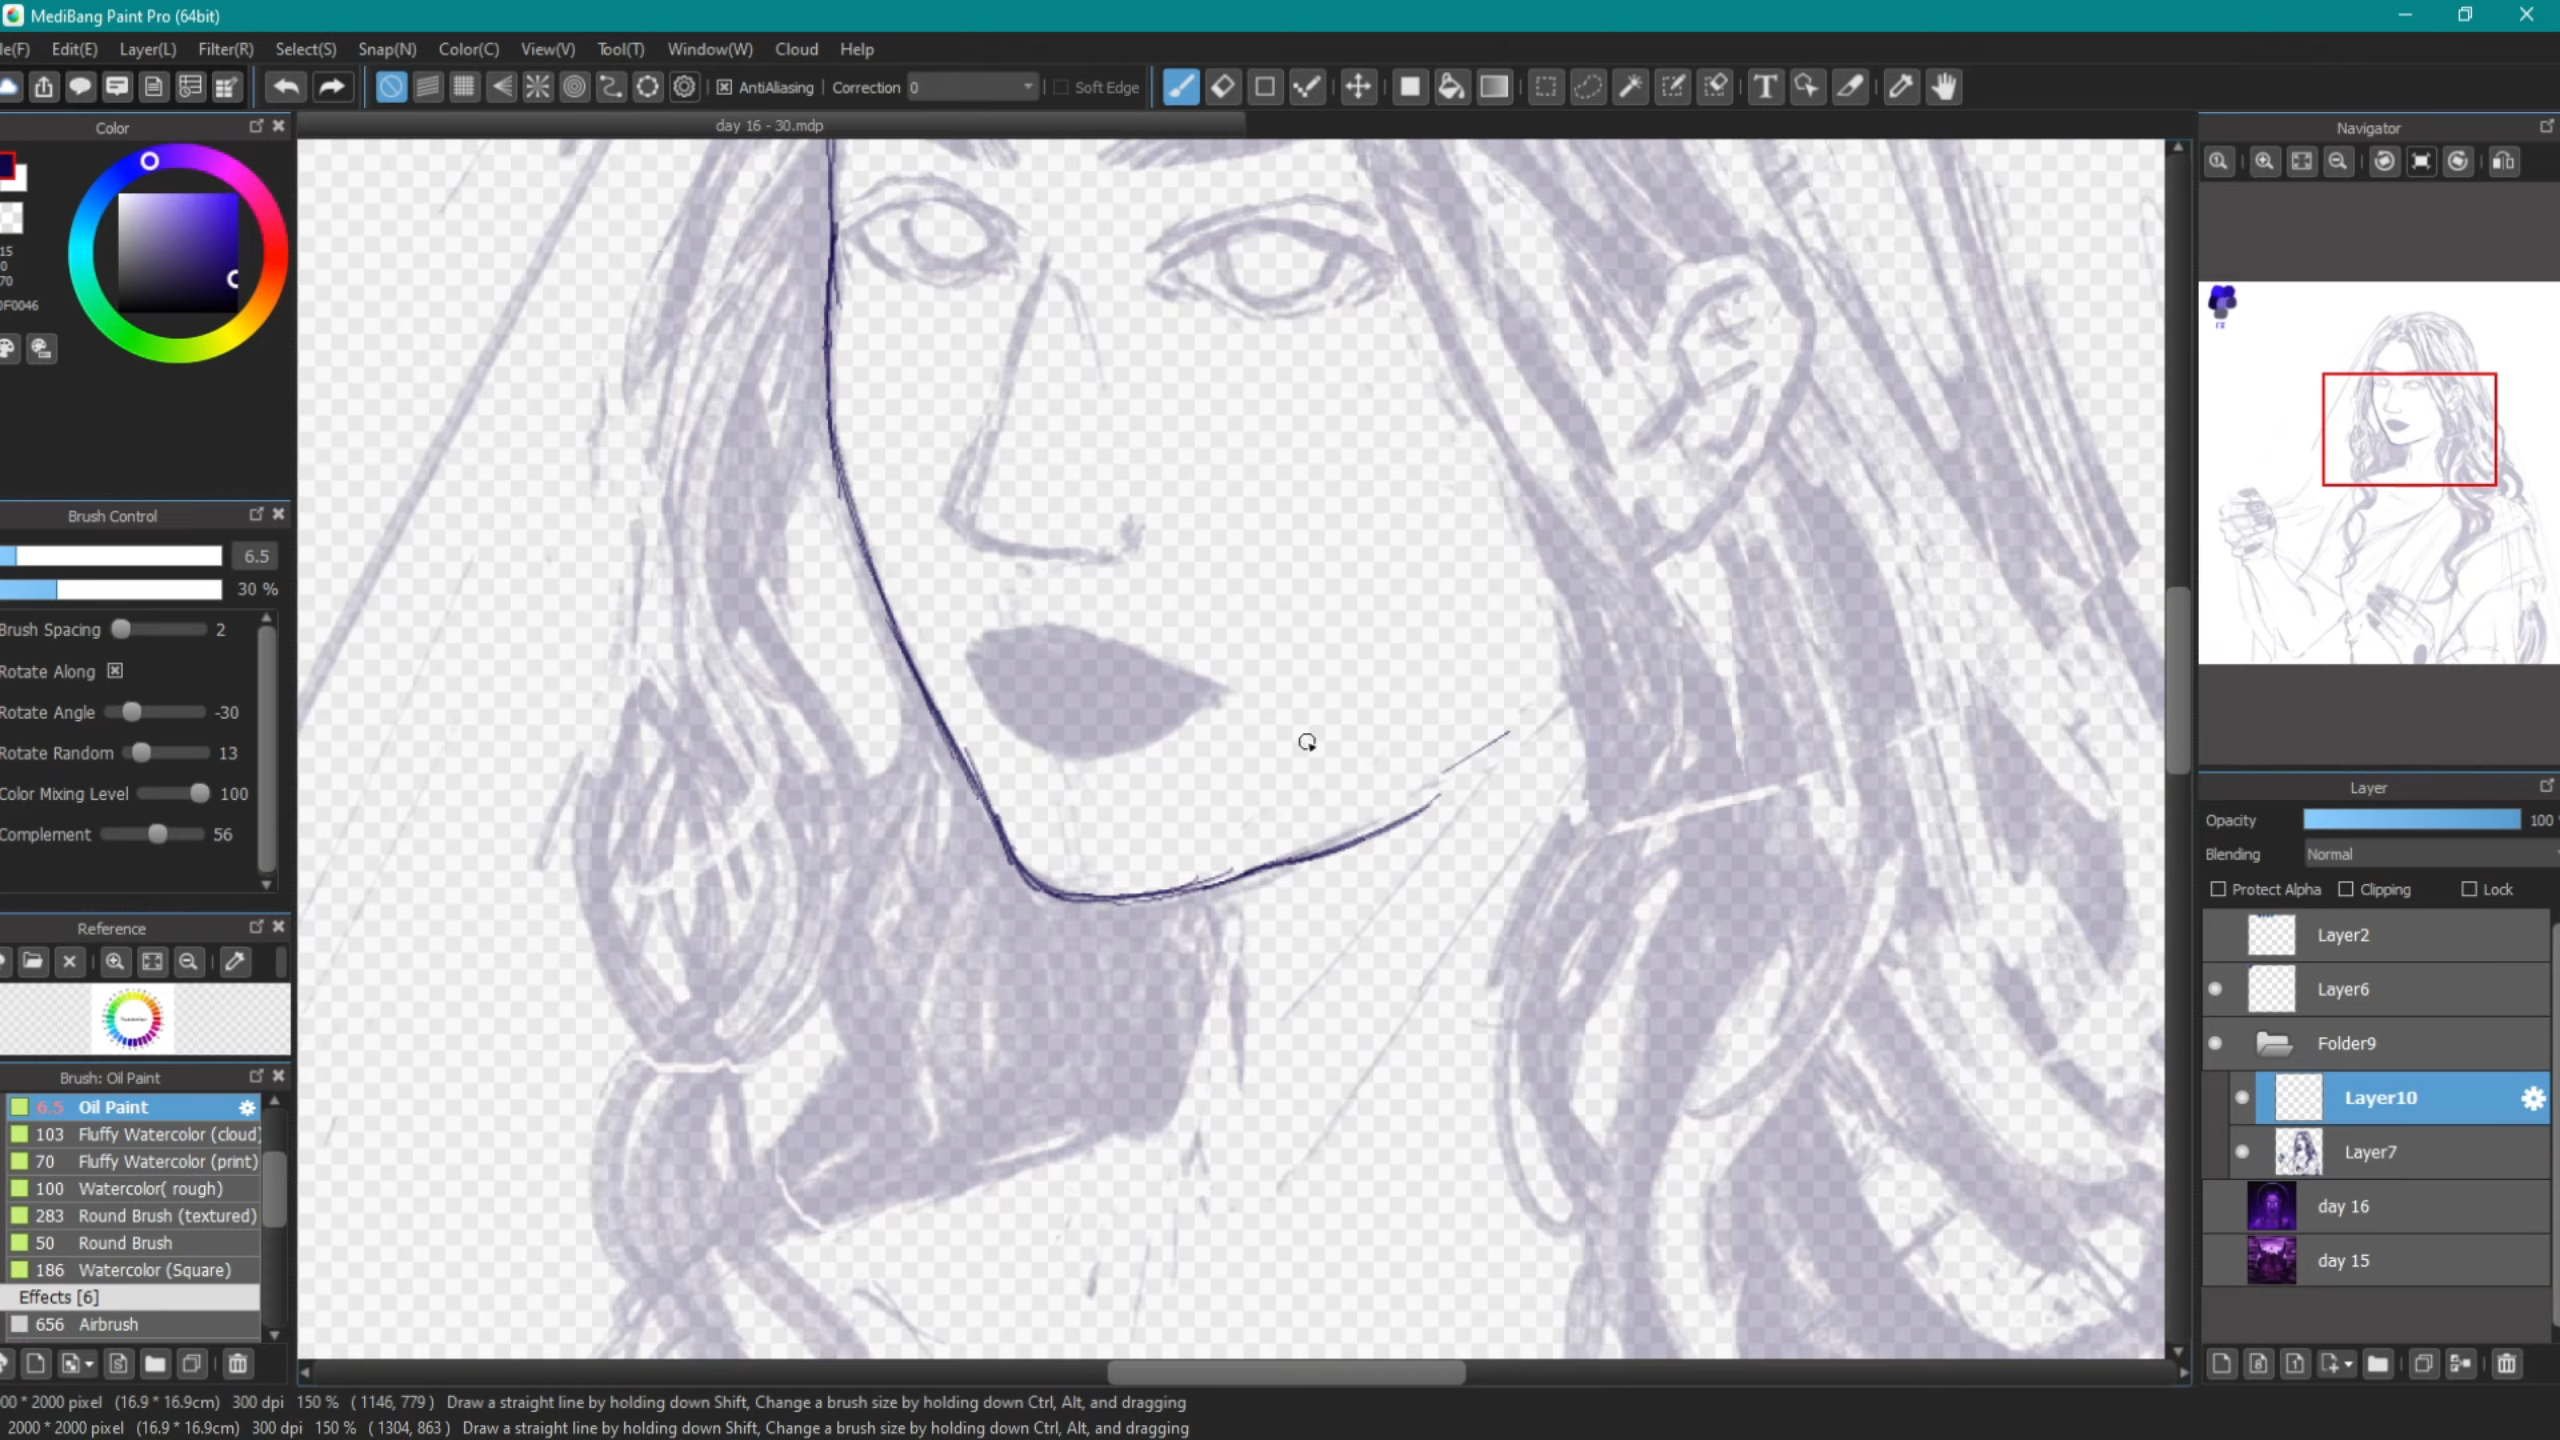 MediBang Paint Pro (64bit)
le(F) Edit(E) Layer(L) Filter(R) Select(S) Snap(N) Color(C) View(V) Tool(T) Window(W) Cloud Help
AntiAliasing Correction 0 Soft Edge
T
Color
day 16 - 30.mdp
Navigator
15
0
70
0F0046
Brush Control
6.5
30 %
Brush Spacing 2
Rotate Along
Rotate Angle -30
Rotate Random 13
Color Mixing Level 100
Complement 56
Layer
Opacity 100
Blending Normal
Protect Alpha Clipping Lock
Layer2
Layer6
Folder9
Layer10
Layer7
day 16
day 15
Reference
Brush: Oil Paint
6.5 Oil Paint
103 Fluffy Watercolor (cloud)
70 Fluffy Watercolor (print)
100 Watercolor( rough)
283 Round Brush (textured)
50 Round Brush
186 Watercolor (Square)
Effects [6]
656 Airbrush
00 * 2000 pixel (16.9 * 16.9cm) 300 dpi 150 % ( 1146, 779 ) Draw a straight line by holding down Shift, Change a brush size by holding down Ctrl, Alt, and dragging
2000 * 2000 pixel (16.9 * 16.9cm) 300 dpi 150 % ( 1304, 863 ) Draw a straight line by holding down Shift, Change a brush size by holding down Ctrl, Alt, and dragging